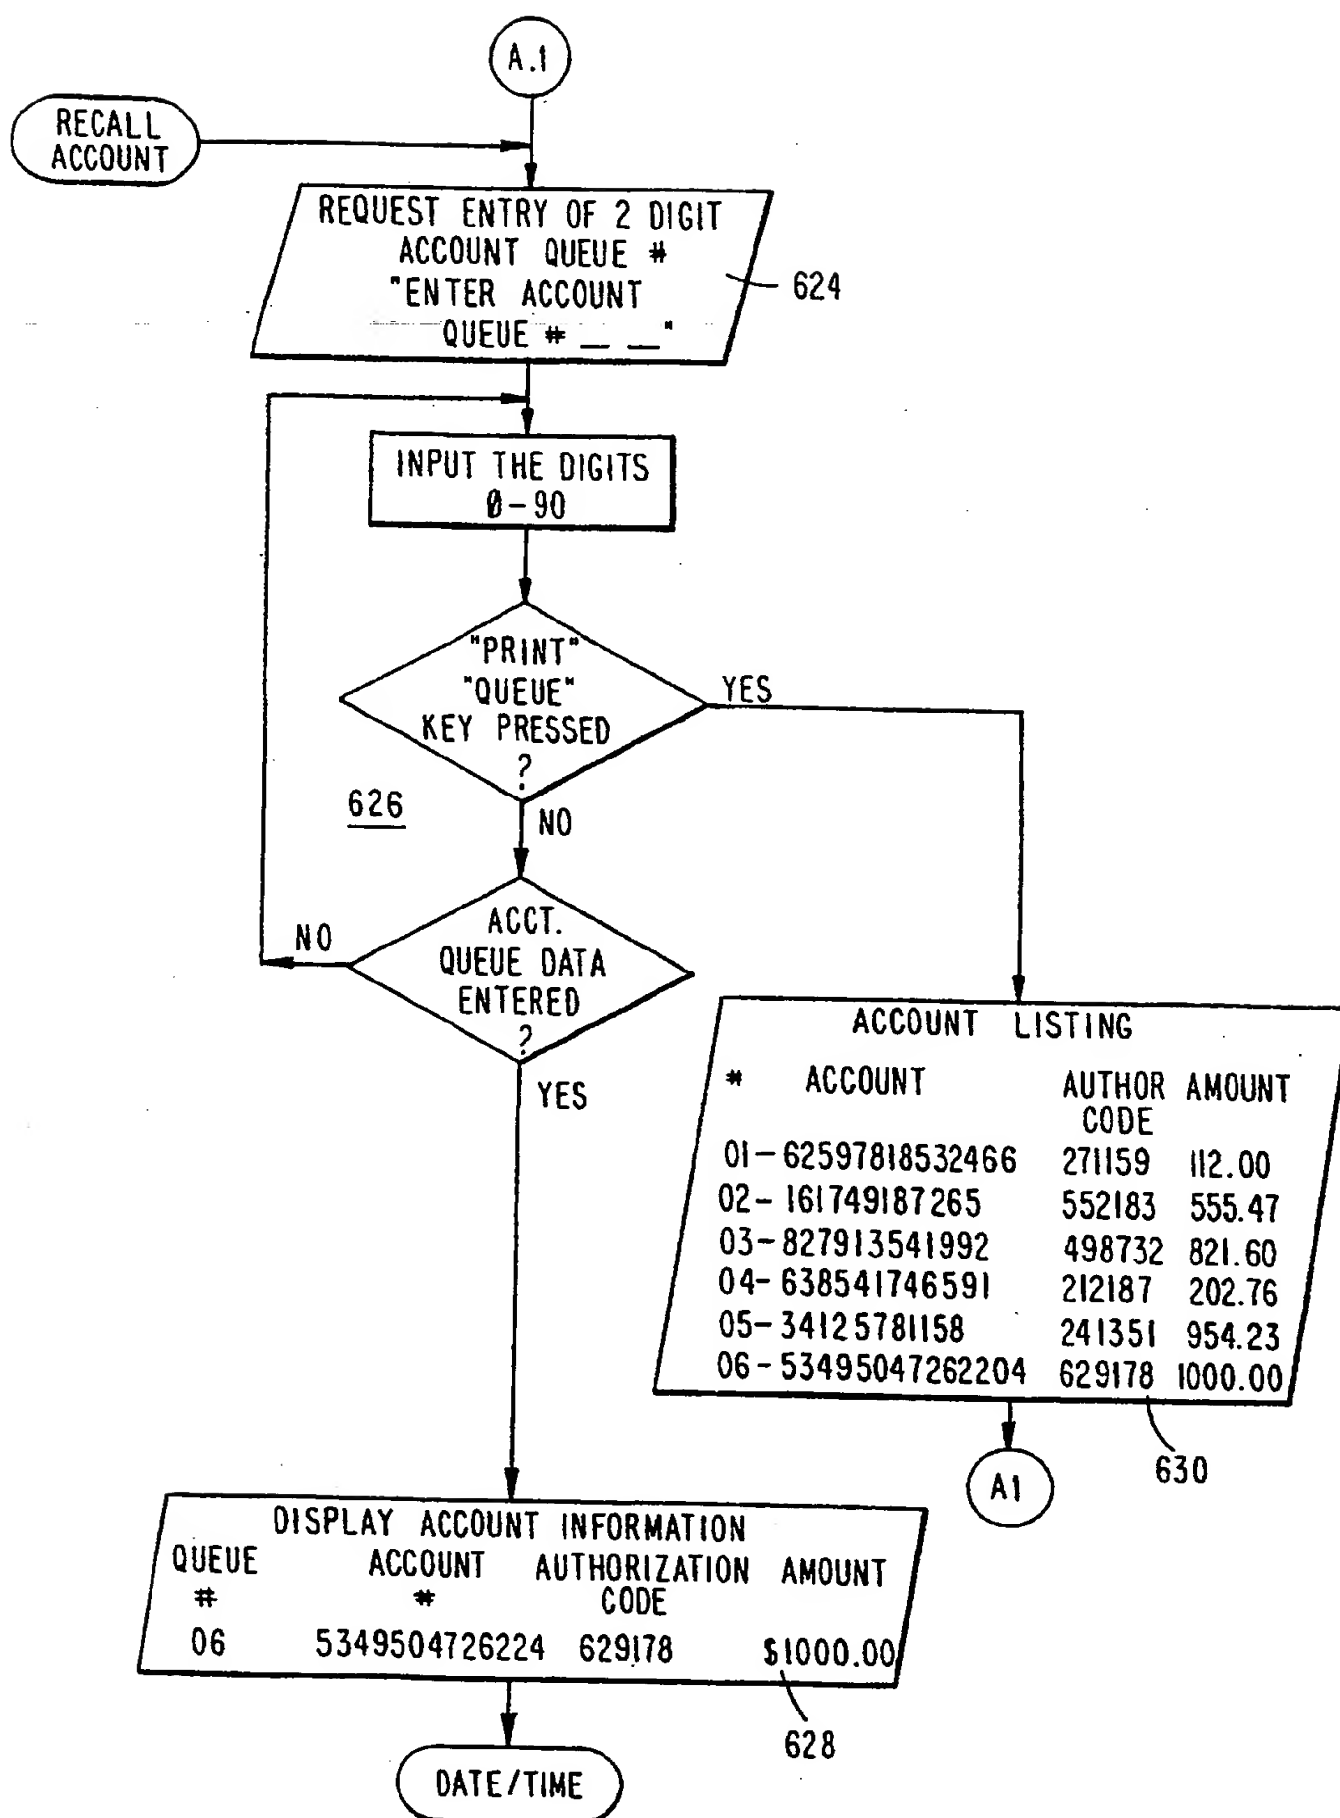 A.1
RECALL
ACCOUNT
REQUEST ENTRY OF 2 DIGIT
ACCOUNT QUEUE #
"ENTER ACCOUNT
QUEUE # __ __"
624
INPUT THE DIGITS
Ø-90
"PRINT"
"QUEUE"
KEY PRESSED
?
YES
626
NO
ACCT.
QUEUE DATA
ENTERED
?
NO
YES
ACCOUNT LISTING
# ACCOUNT AUTHOR AMOUNT
CODE
01-62597818532466 271159 112.00
02-161749187265 552183 555.47
03-827913541992 498732 821.60
04-638541746591 212187 202.76
05-34125781158 241351 954.23
06-53495047262204 629178 1000.00
630
A1
DISPLAY ACCOUNT INFORMATION
QUEUE ACCOUNT AUTHORIZATION AMOUNT
# # CODE
06 5349504726224 629178 $1000.00
628
DATE/TIME